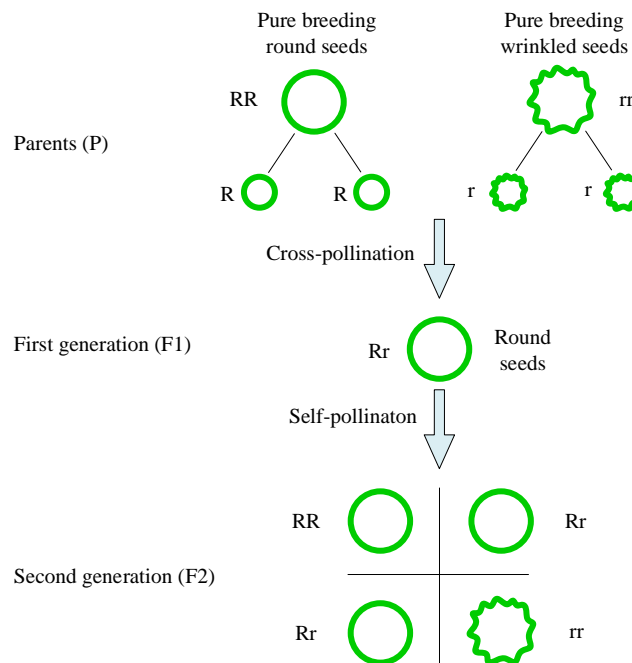 Pure breeding
round seeds
Pure breeding
wrinkled seeds
RR
rr
Parents (P)
R
R
r
r
Cross-pollination
First generation (F1)
Rr
Round
seeds
Self-pollinaton
RR
Rr
Second generation (F2)
Rr
rr